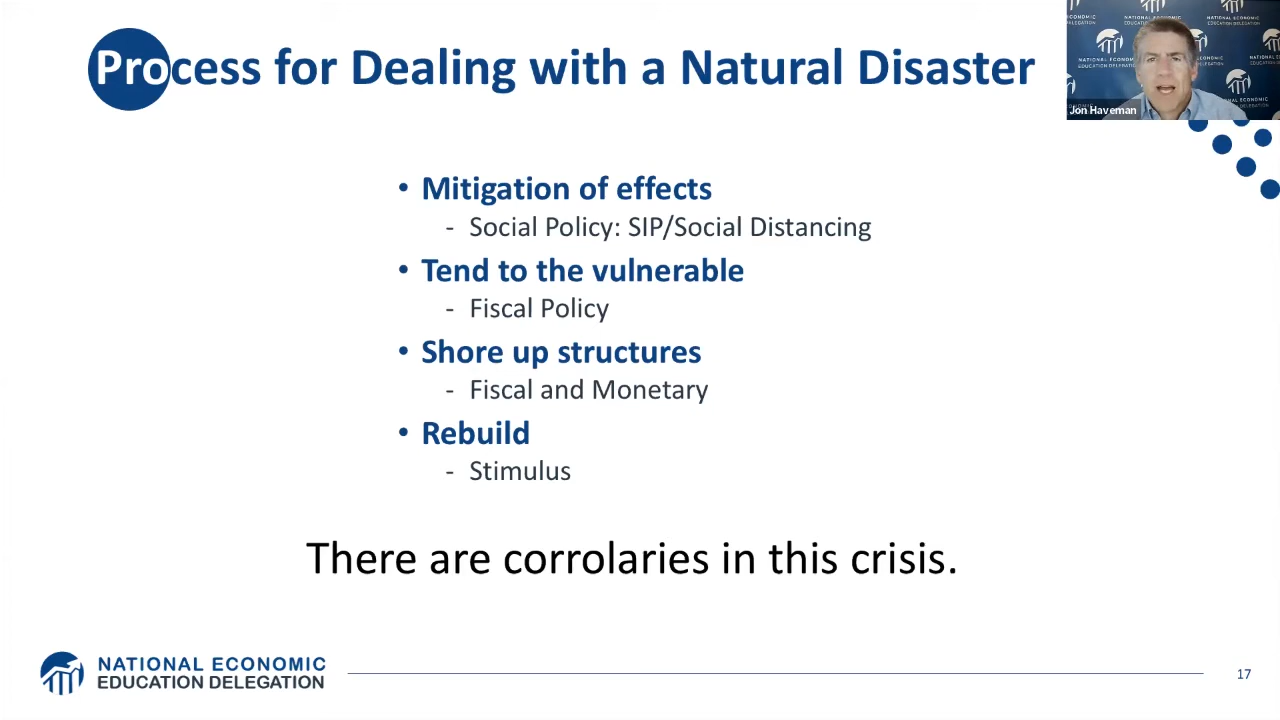 Process for Dealing with a Natural Disaster
Jon Haveman
• Mitigation of effects
- Social Policy: SIP/Social Distancing
• Tend to the vulnerable
- Fiscal Policy
• Shore up structures
- Fiscal and Monetary
• Rebuild
- Stimulus
There are corrolaries in this crisis.
NATIONAL ECONOMIC
EDUCATION DELEGATION
17